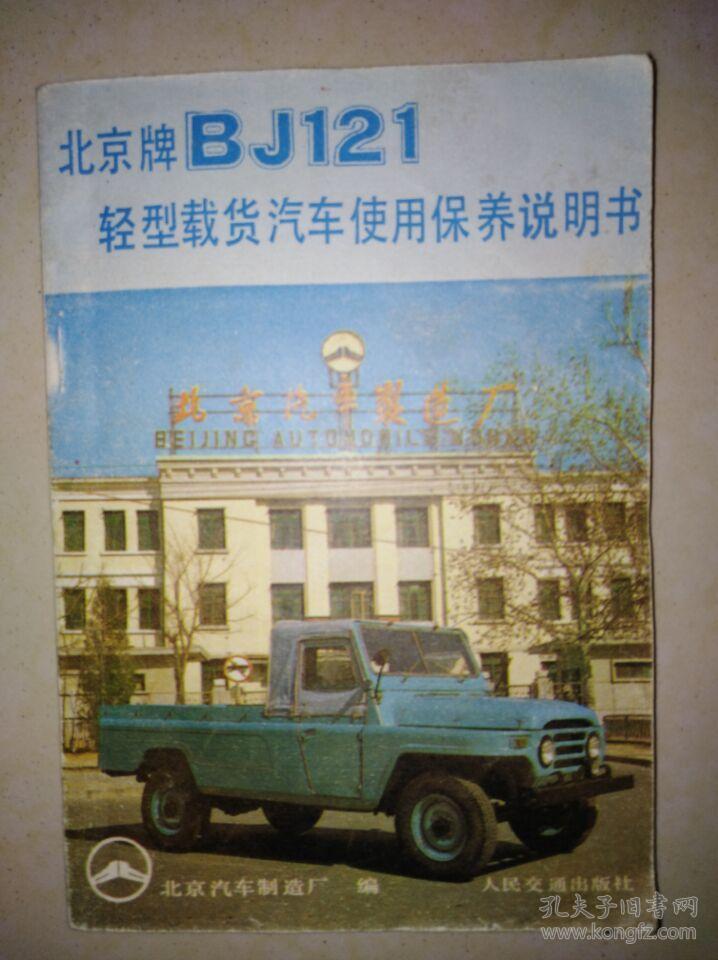 北京牌BJ121
轻型载货汽车使用保养说明书
北京汽車製造厂
BEIJING AUTOMOBILE WORKS
北京汽车制造厂 编
人民交通出版社
孔夫子旧书网
www.kongfz.com